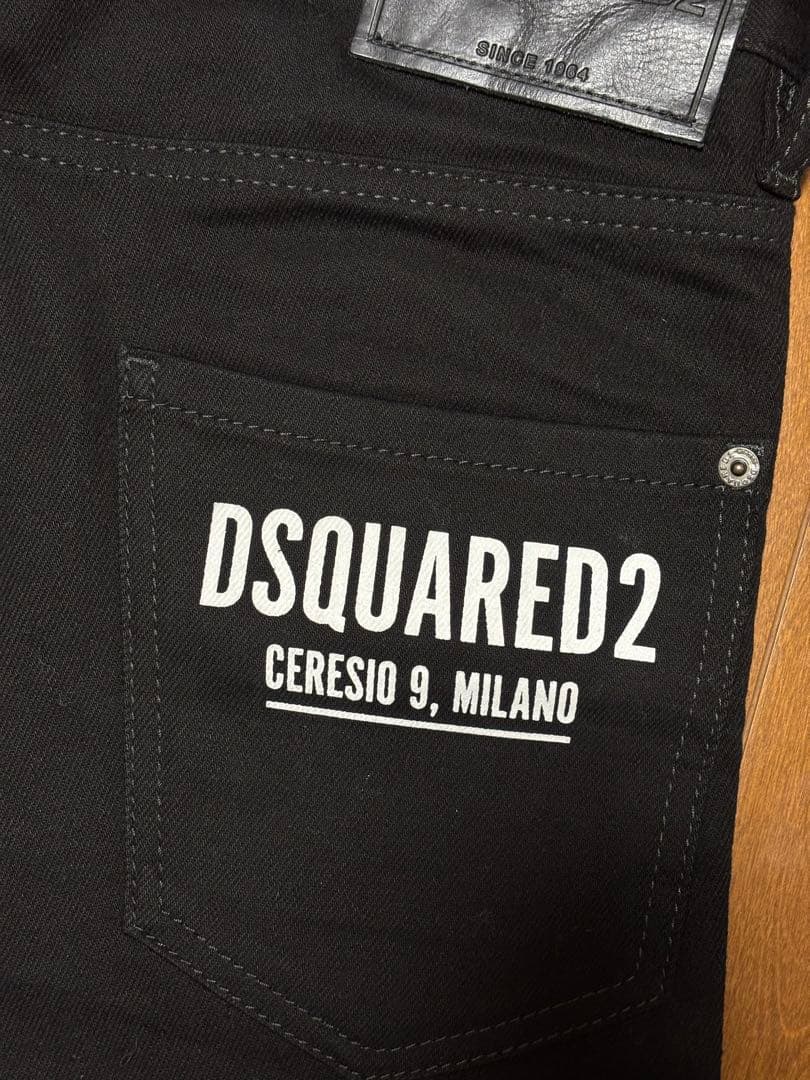 SINCE 1964
DSQUARED2
CERESIO 9, MILANO